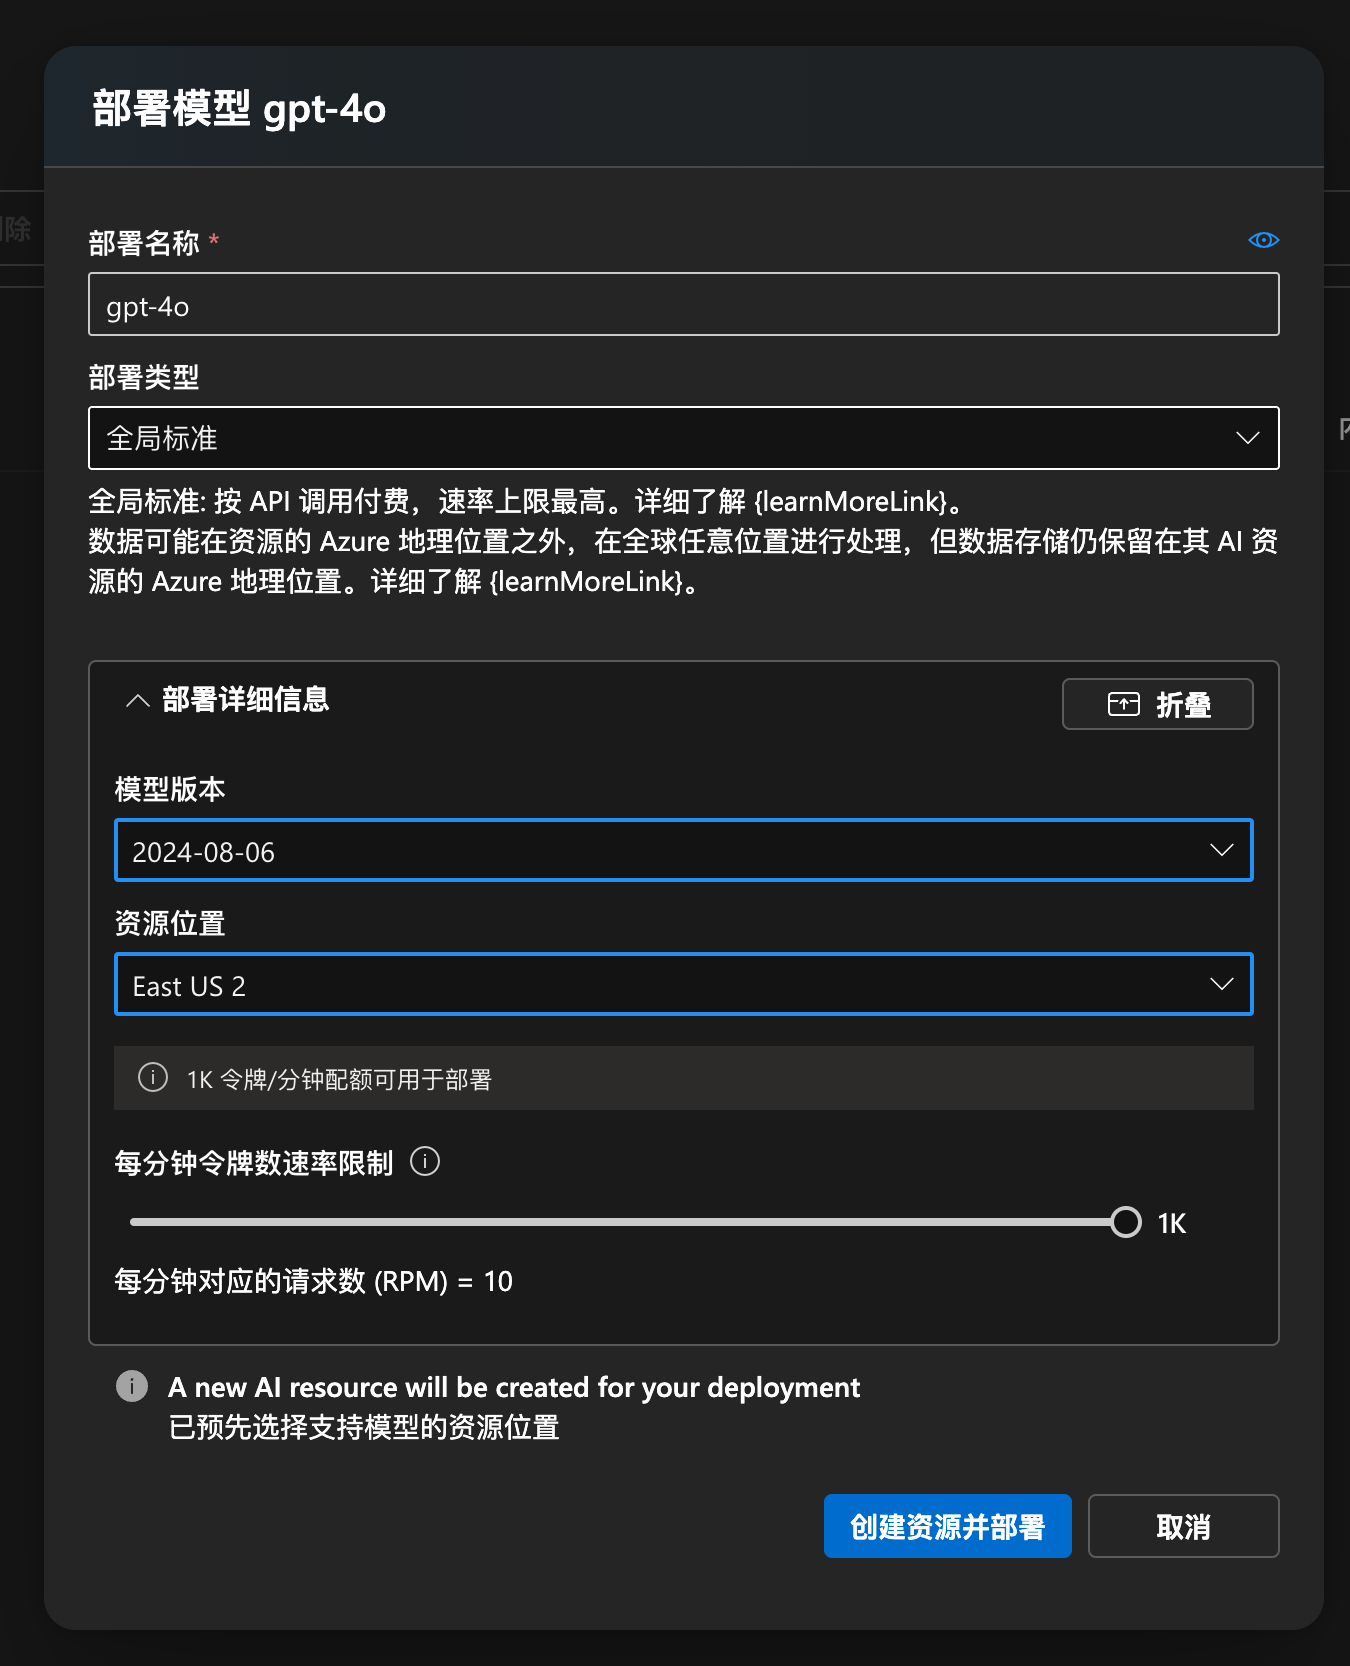 部署模型 gpt-4o
除
部署名称 *
gpt-4o
部署类型
全局标准
全局标准: 按 API 调用付费，速率上限最高。详细了解 {learnMoreLink}。
数据可能在资源的 Azure 地理位置之外，在全球任意位置进行处理，但数据存储仍保留在其 AI 资
源的 Azure 地理位置。详细了解 {learnMoreLink}。
部署详细信息
折叠
模型版本
2024-08-06
资源位置
East US 2
1K 令牌/分钟配额可用于部署
每分钟令牌数速率限制
1K
每分钟对应的请求数 (RPM) = 10
A new AI resource will be created for your deployment
已预先选择支持模型的资源位置
创建资源并部署
取消